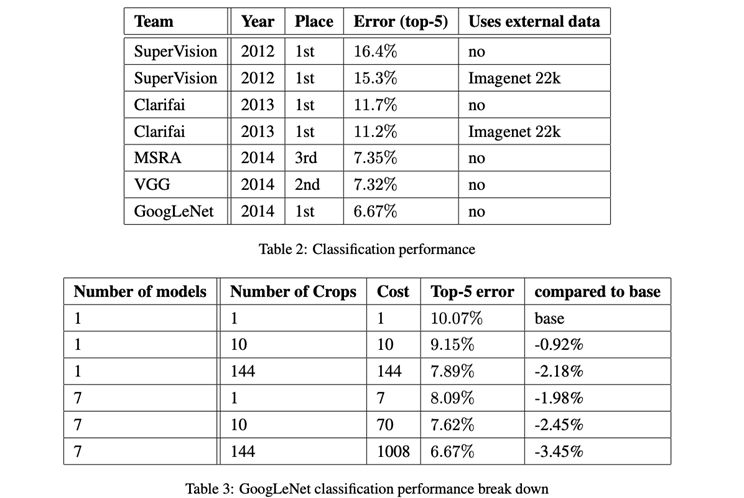 Team Year Place Error (top-5) Uses external data
SuperVision 2012 1st 16.4% no
SuperVision 2012 1st 15.3% Imagenet 22k
Clarifai 2013 1st 11.7% no
Clarifai 2013 1st 11.2% Imagenet 22k
MSRA 2014 3rd 7.35% no
VGG 2014 2nd 7.32% no
GoogLeNet 2014 1st 6.67% no
Table 2: Classification performance
Number of models Number of Crops Cost Top-5 error compared to base
1 1 1 10.07% base
1 10 10 9.15% -0.92%
1 144 144 7.89% -2.18%
7 1 7 8.09% -1.98%
7 10 70 7.62% -2.45%
7 144 1008 6.67% -3.45%
Table 3: GoogLeNet classification performance break down